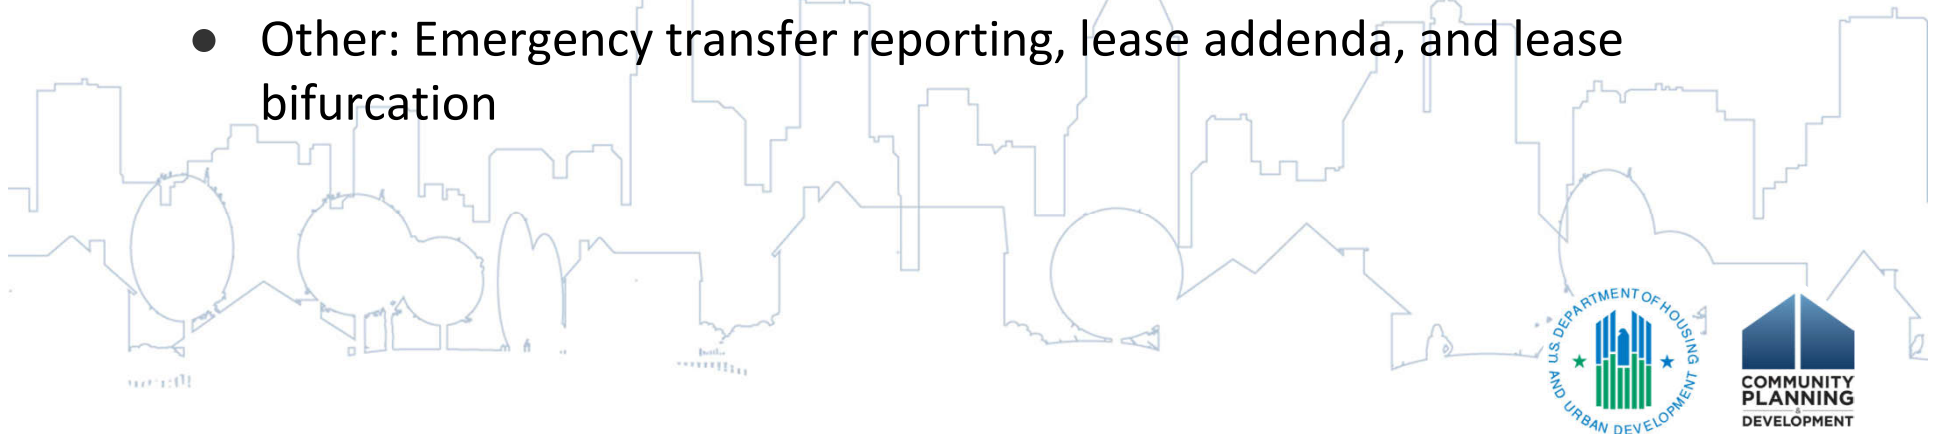 ● Other: Emergency transfer reporting, lease addenda, and lease
bifurcation
U.S. DEPARTMENT OF HOUSING
AND URBAN DEVELOPMENT
COMMUNITY
PLANNING
&
DEVELOPMENT